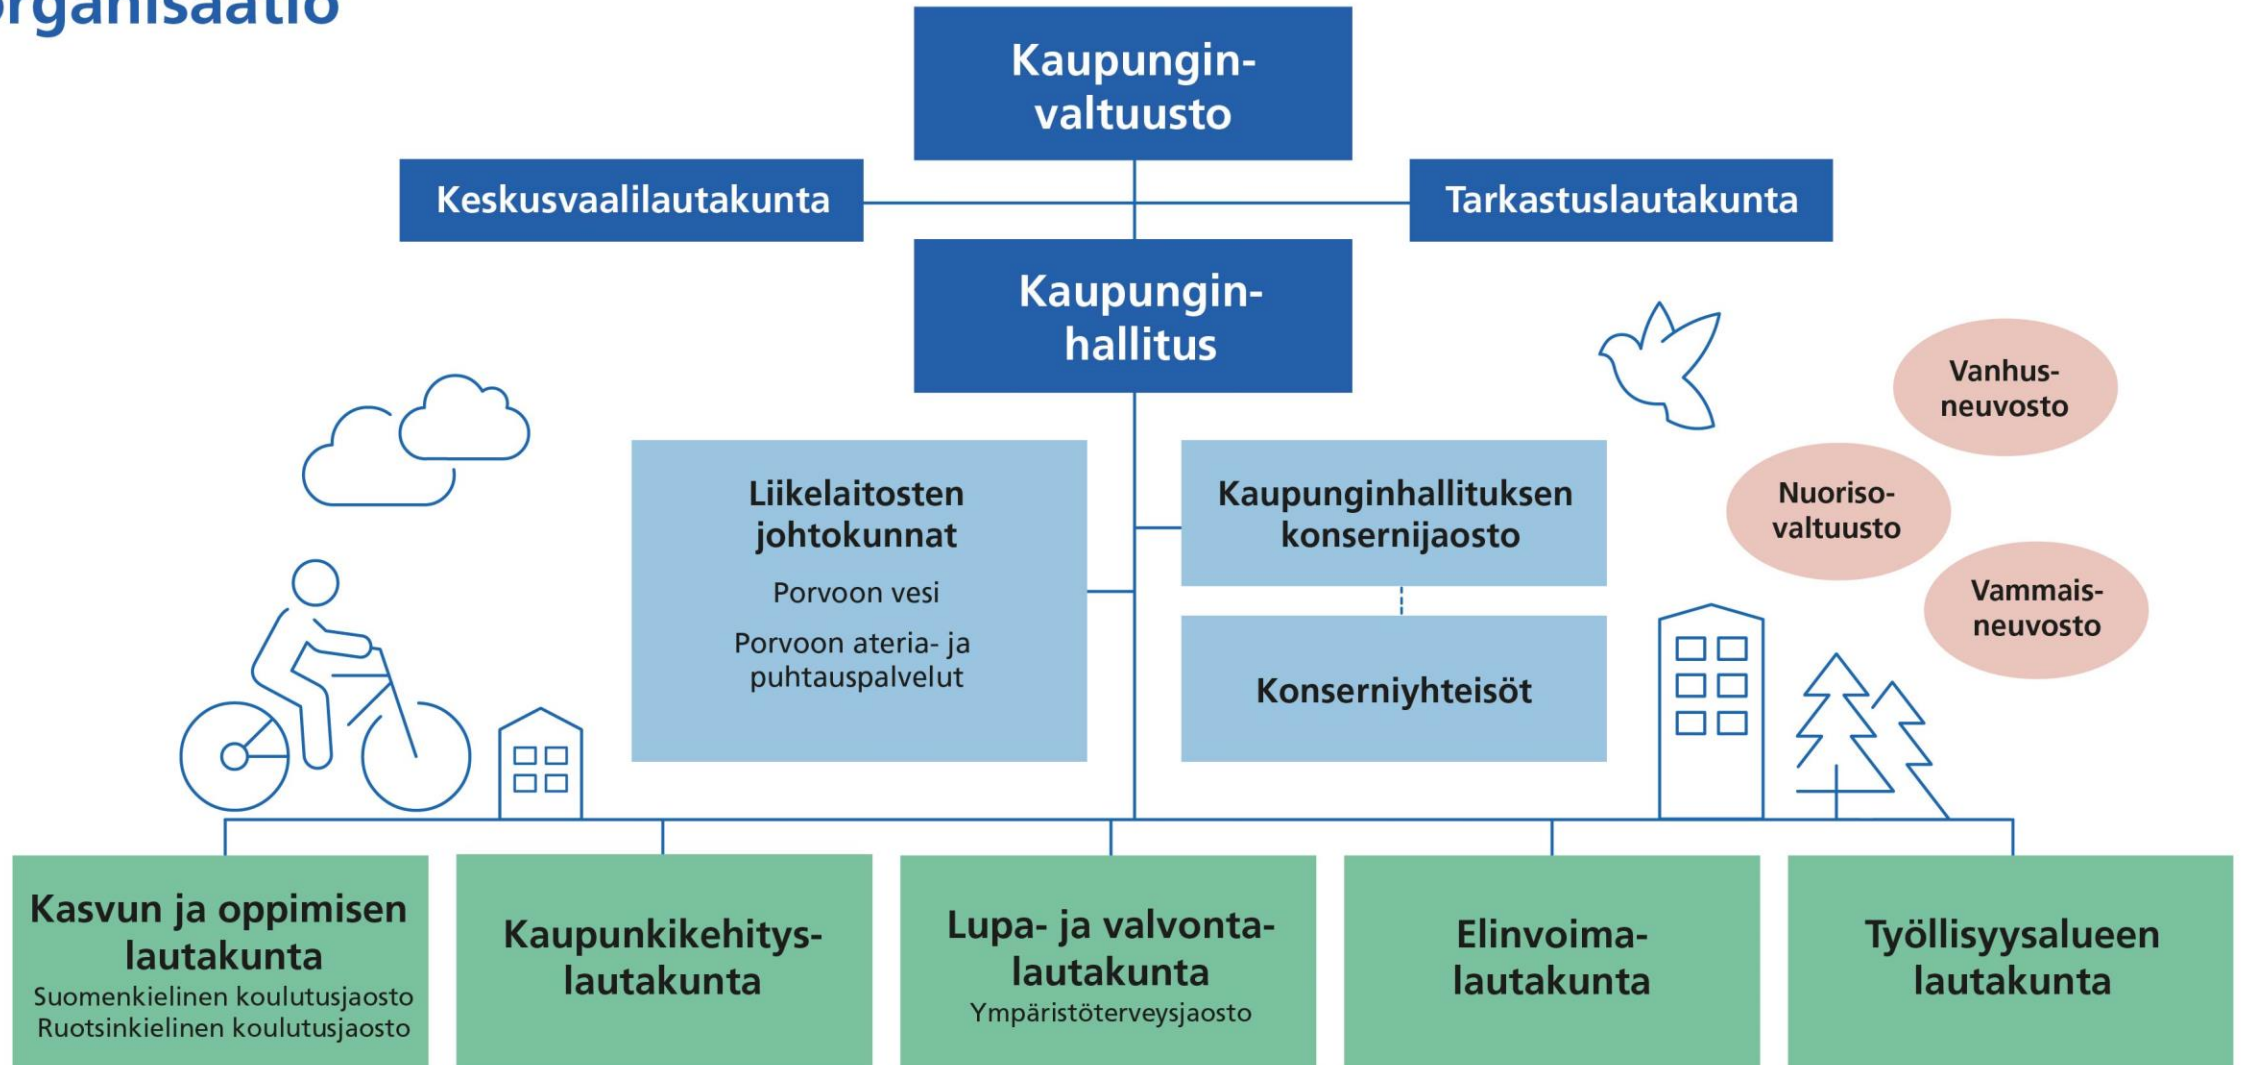 organisaatio
Kaupungin-
valtuusto
Keskusvaalilautakunta
Tarkastuslautakunta
Kaupungin-
hallitus
Vanhus-
neuvosto
Nuoriso-
valtuusto
Vammais-
neuvosto
Liikelaitosten
johtokunnat
Porvoon vesi
Porvoon ateria- ja
puhtauspalvelut
Kaupunginhallituksen
konsernijaosto
Konserniyhteisöt
Kasvun ja oppimisen
lautakunta
Suomenkielinen koulutusjaosto
Ruotsinkielinen koulutusjaosto
Kaupunkikehitys-
lautakunta
Lupa- ja valvonta-
lautakunta
Ympäristöterveysjaosto
Elinvoima-
lautakunta
Työllisyysalueen
lautakunta